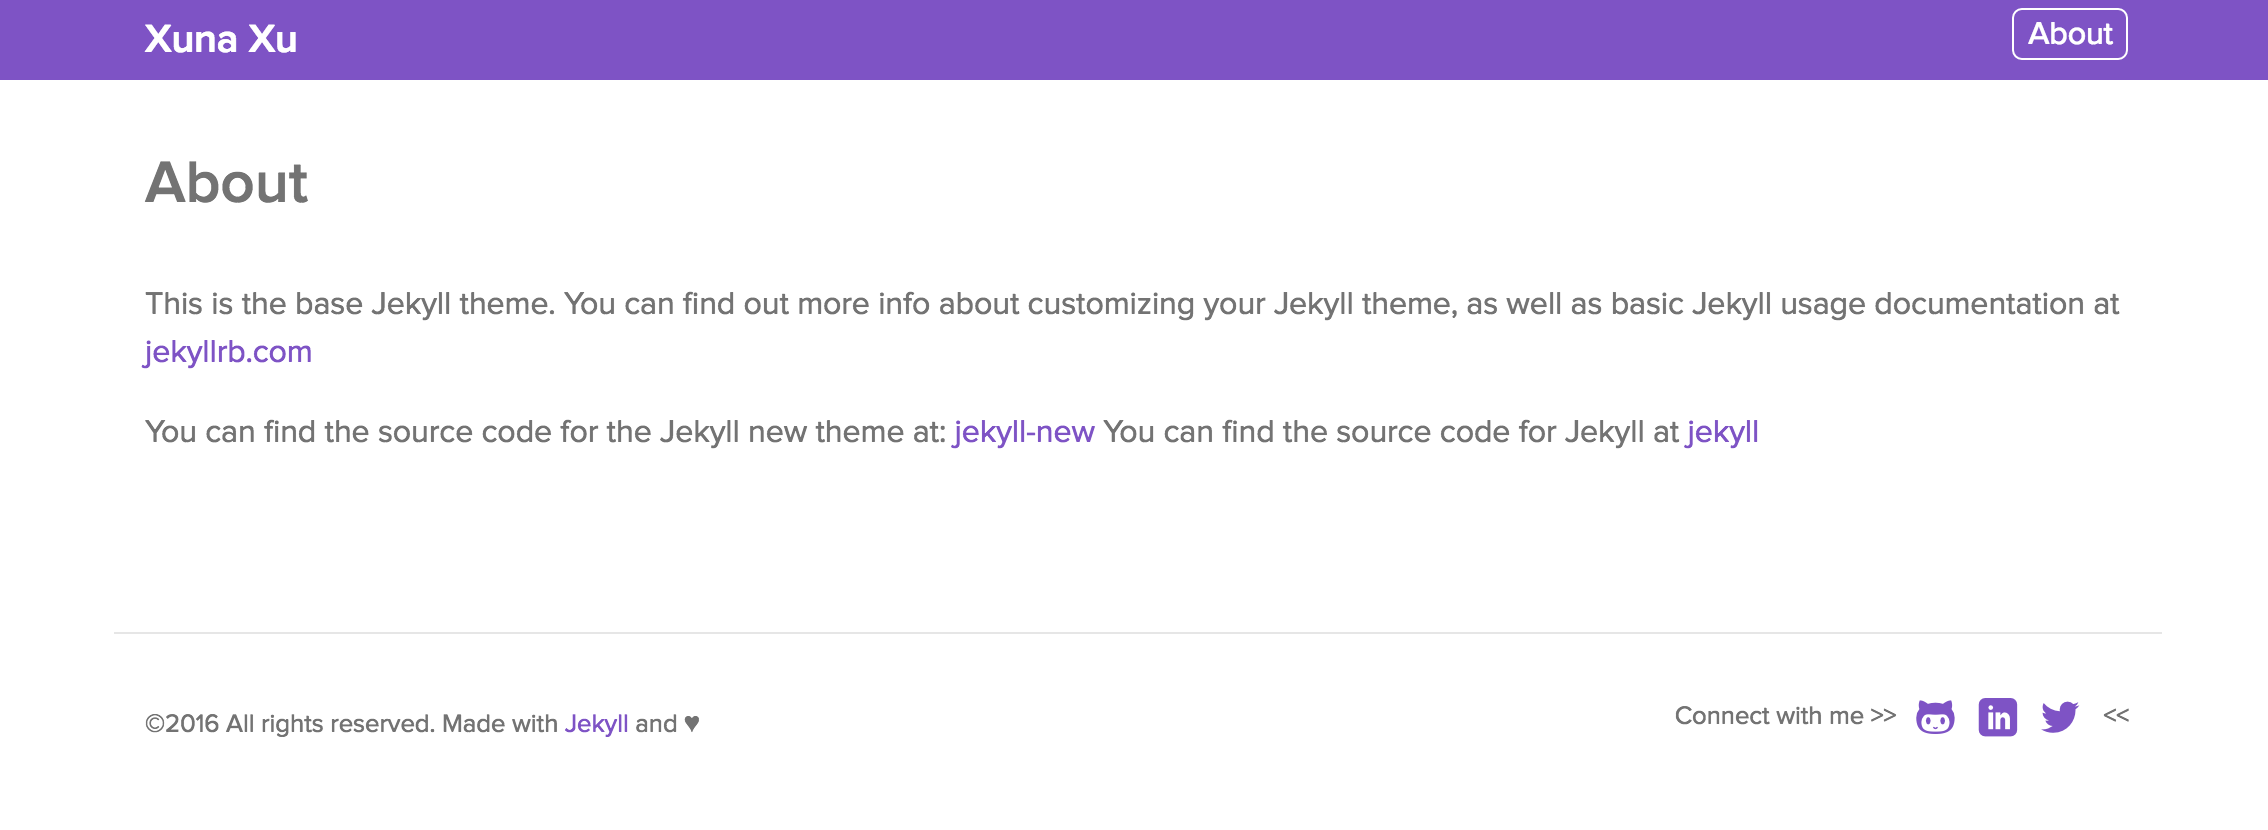 Xuna Xu
About
About
This is the base Jekyll theme. You can find out more info about customizing your Jekyll theme, as well as basic Jekyll usage documentation at
jekyllrb.com
You can find the source code for the Jekyll new theme at: jekyll-new You can find the source code for Jekyll at jekyll
©2016 All rights reserved. Made with Jekyll and ♥
Connect with me >> in <<